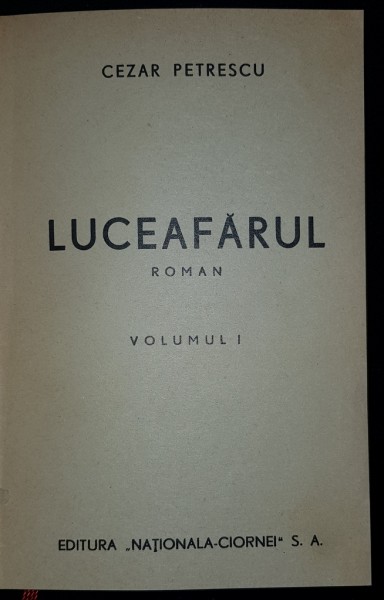 CEZAR PETRESCU
LUCEAFĂRUL
ROMAN
VOLUMUL I
EDITURA „NAȚIONALA-CIORNEI“ S. A.